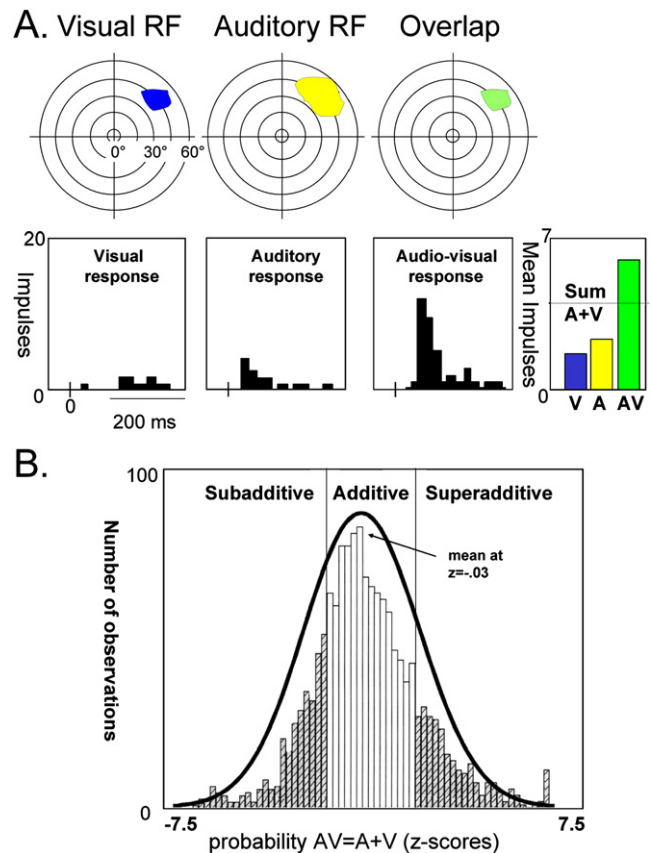 A.
Visual RF
Auditory RF
Overlap
0°
30°
60°
20
Impulses
0
Visual
response
0
200 ms
Auditory
response
Audio-visual
response
7
Mean Impulses
0
Sum
A+V
V A AV
B.
100
Number of observations
0
Subadditive
Additive
Superadditive
mean at
z=-.03
-7.5
7.5
probability AV=A+V (z-scores)